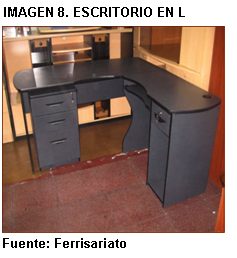 IMAGEN 8. ESCRITORIO EN L
Fuente: Ferrisariato